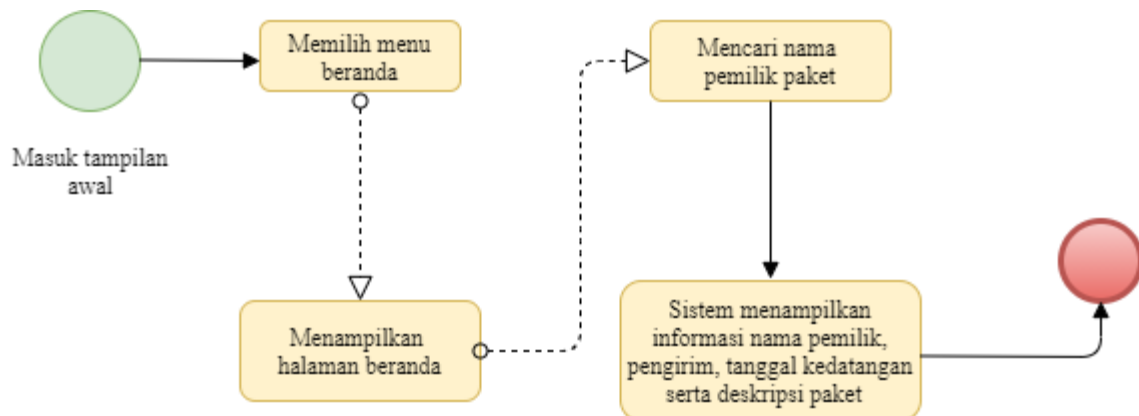 Masuk tampilan
awal
Memilih menu
beranda
Menampilkan
halaman beranda
Mencari nama
pemilik paket
Sistem menampilkan
informasi nama pemilik,
pengirim, tanggal kedatangan
serta deskripsi paket